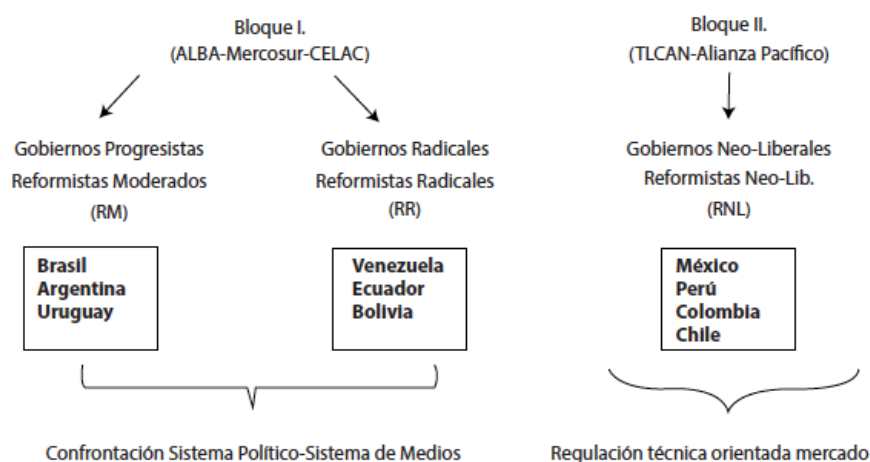 Bloque I.
(ALBA-Mercosur-CELAC)
Bloque II.
(TLCAN-Alianza Pacífico)
Gobiernos Progresistas
Reformistas Moderados
(RM)
Gobiernos Radicales
Reformistas Radicales
(RR)
Gobiernos Neo-Liberales
Reformistas Neo-Lib.
(RNL)
Brasil
Argentina
Uruguay
Venezuela
Ecuador
Bolivia
México
Perú
Colombia
Chile
Confrontación Sistema Político-Sistema de Medios
Regulación técnica orientada mercado